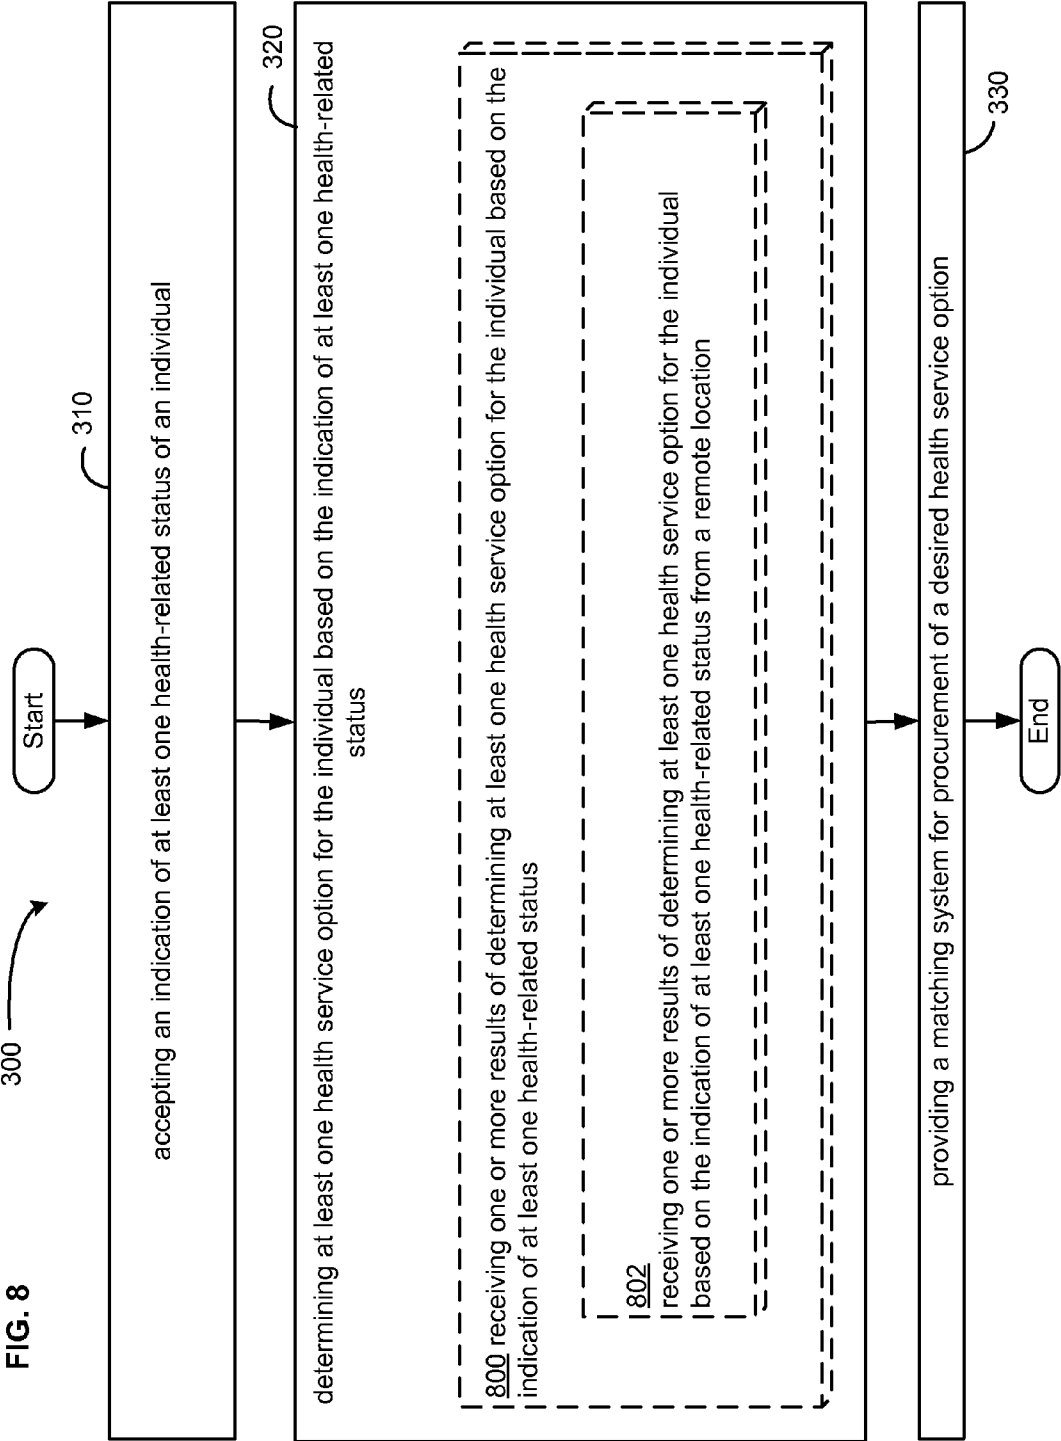 FIG. 8
300
Start
310
accepting an indication of at least one health-related status of an individual
320
determining at least one health service option for the individual based on the indication of at least one health-related
status
800 receiving one or more results of determining at least one health service option for the individual based on the
indication of at least one health-related status
802
receiving one or more results of determining at least one health service option for the individual
based on the indication of at least one health-related status from a remote location
330
providing a matching system for procurement of a desired health service option
End